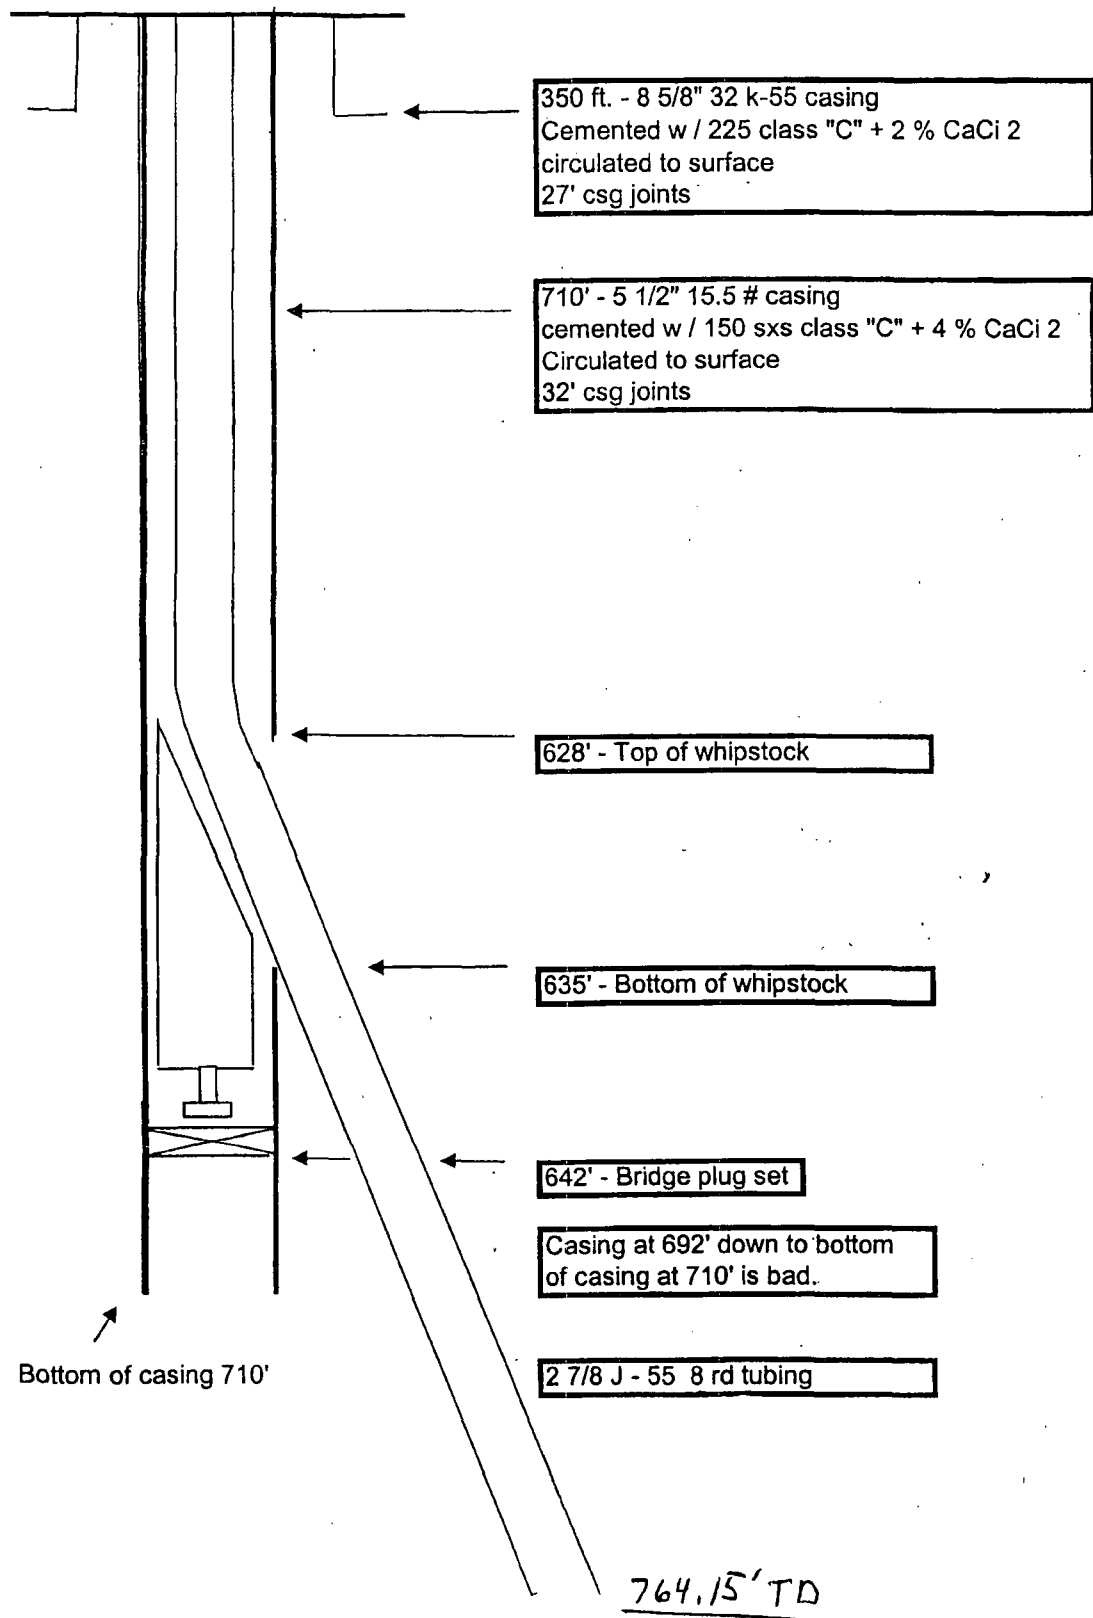 350 ft. - 8 5/8" 32 k-55 casing
Cemented w / 225 class "C" + 2 % CaCi 2
circulated to surface
27' csg joints
710' - 5 1/2" 15.5 # casing
cemented w / 150 sxs class "C" + 4 % CaCi 2
Circulated to surface
32' csg joints
628' - Top of whipstock
635' - Bottom of whipstock
642' - Bridge plug set
Casing at 692' down to bottom
of casing at 710' is bad.
Bottom of casing 710'
2 7/8 J - 55 8 rd tubing
764.15' TD